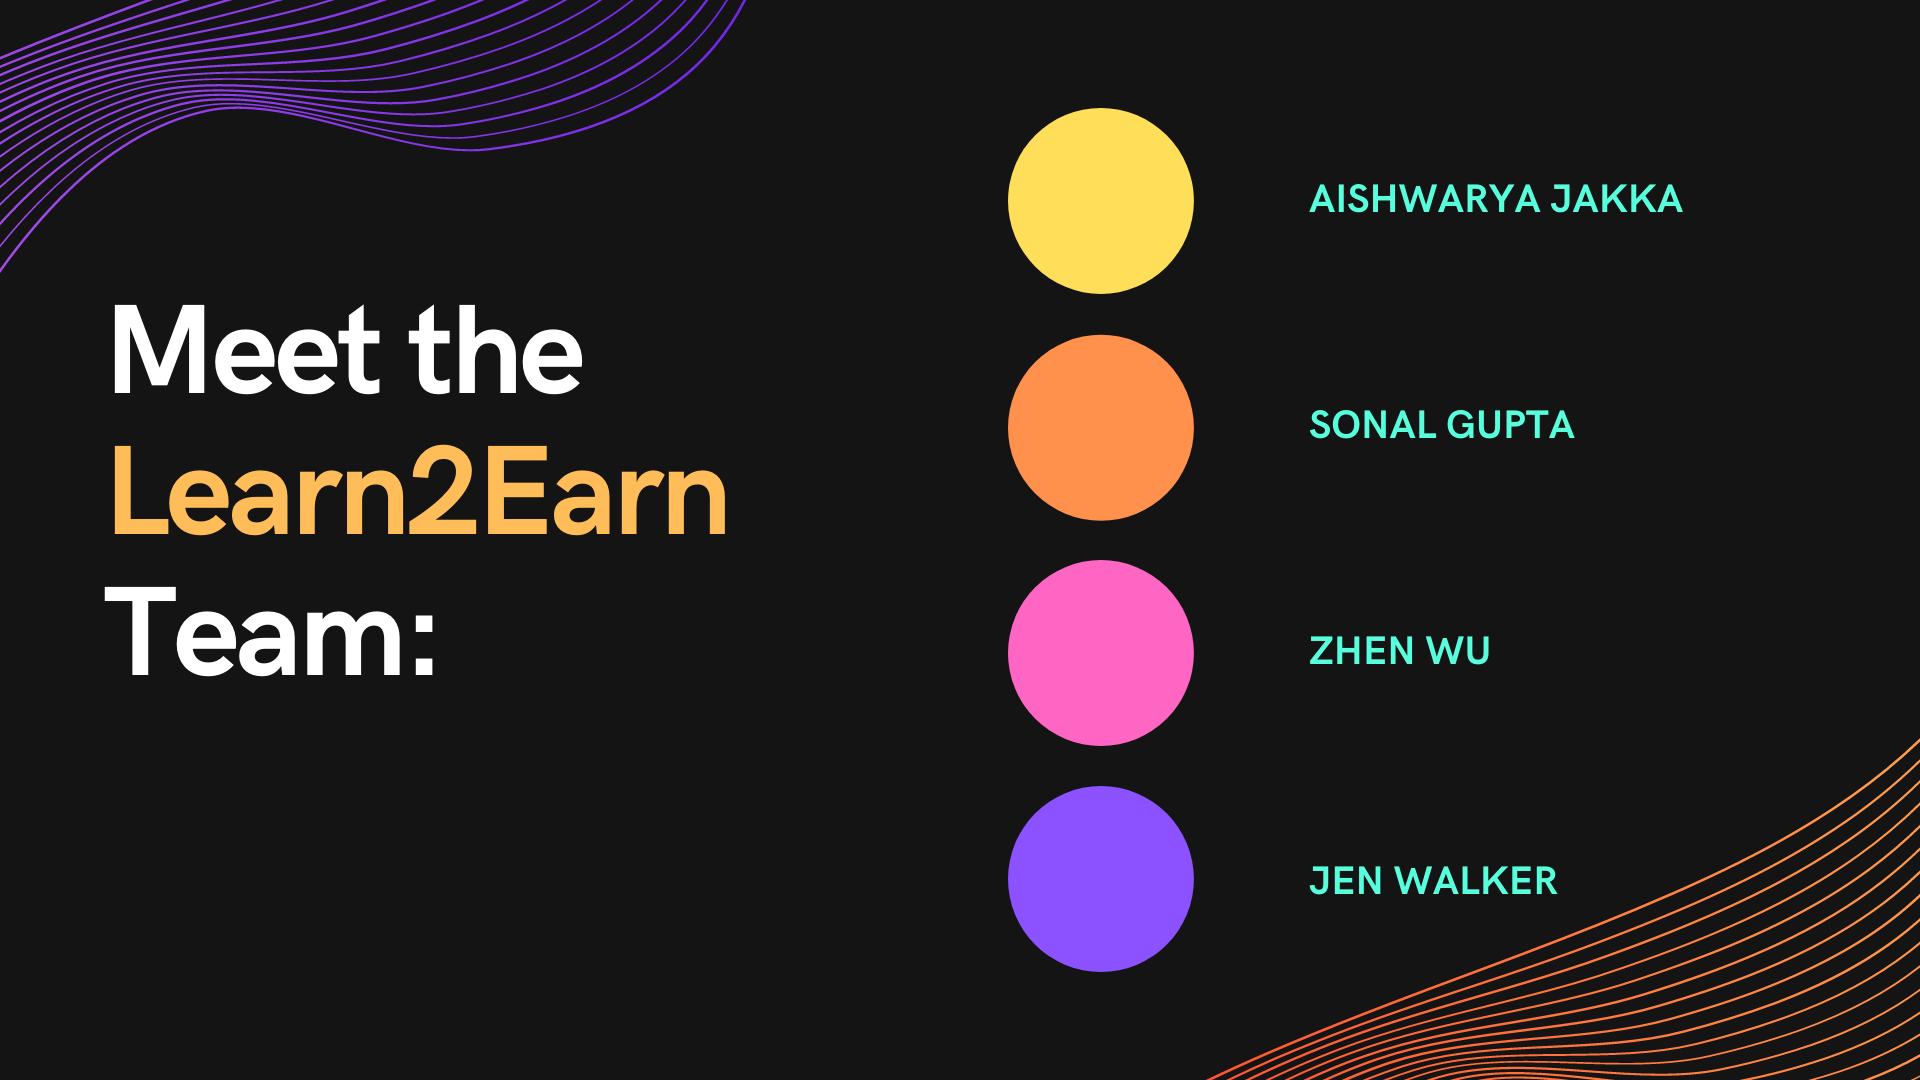 Meet the
Learn2Earn
Team:
AISHWARYA JAKKA
SONAL GUPTA
ZHEN WU
JEN WALKER